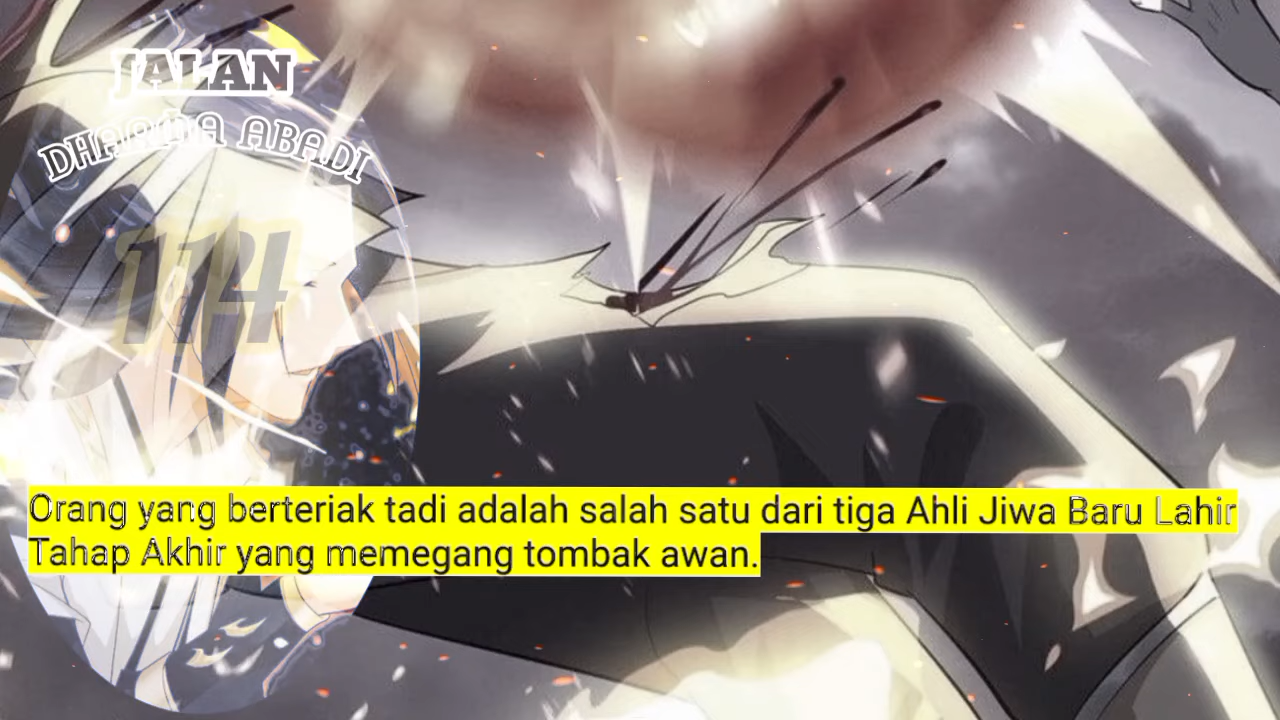 JALAN
DHARMA ABADI
114
Orang yang berteriak tadi adalah salah satu dari tiga Ahli Jiwa Baru Lahir
Tahap Akhir yang memegang tombak awan.